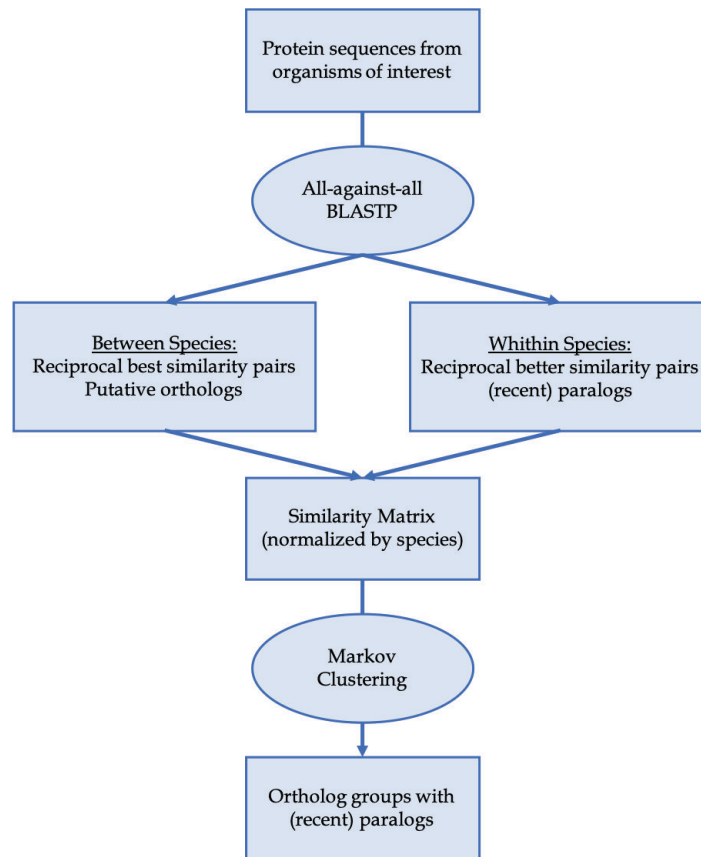 Protein sequences from
organisms of interest
All-against-all
BLASTP
Between Species:
Reciprocal best similarity pairs
Putative orthologs
Whithin Species:
Reciprocal better similarity pairs
(recent) paralogs
Similarity Matrix
(normalized by species)
Markov
Clustering
Ortholog groups with
(recent) paralogs